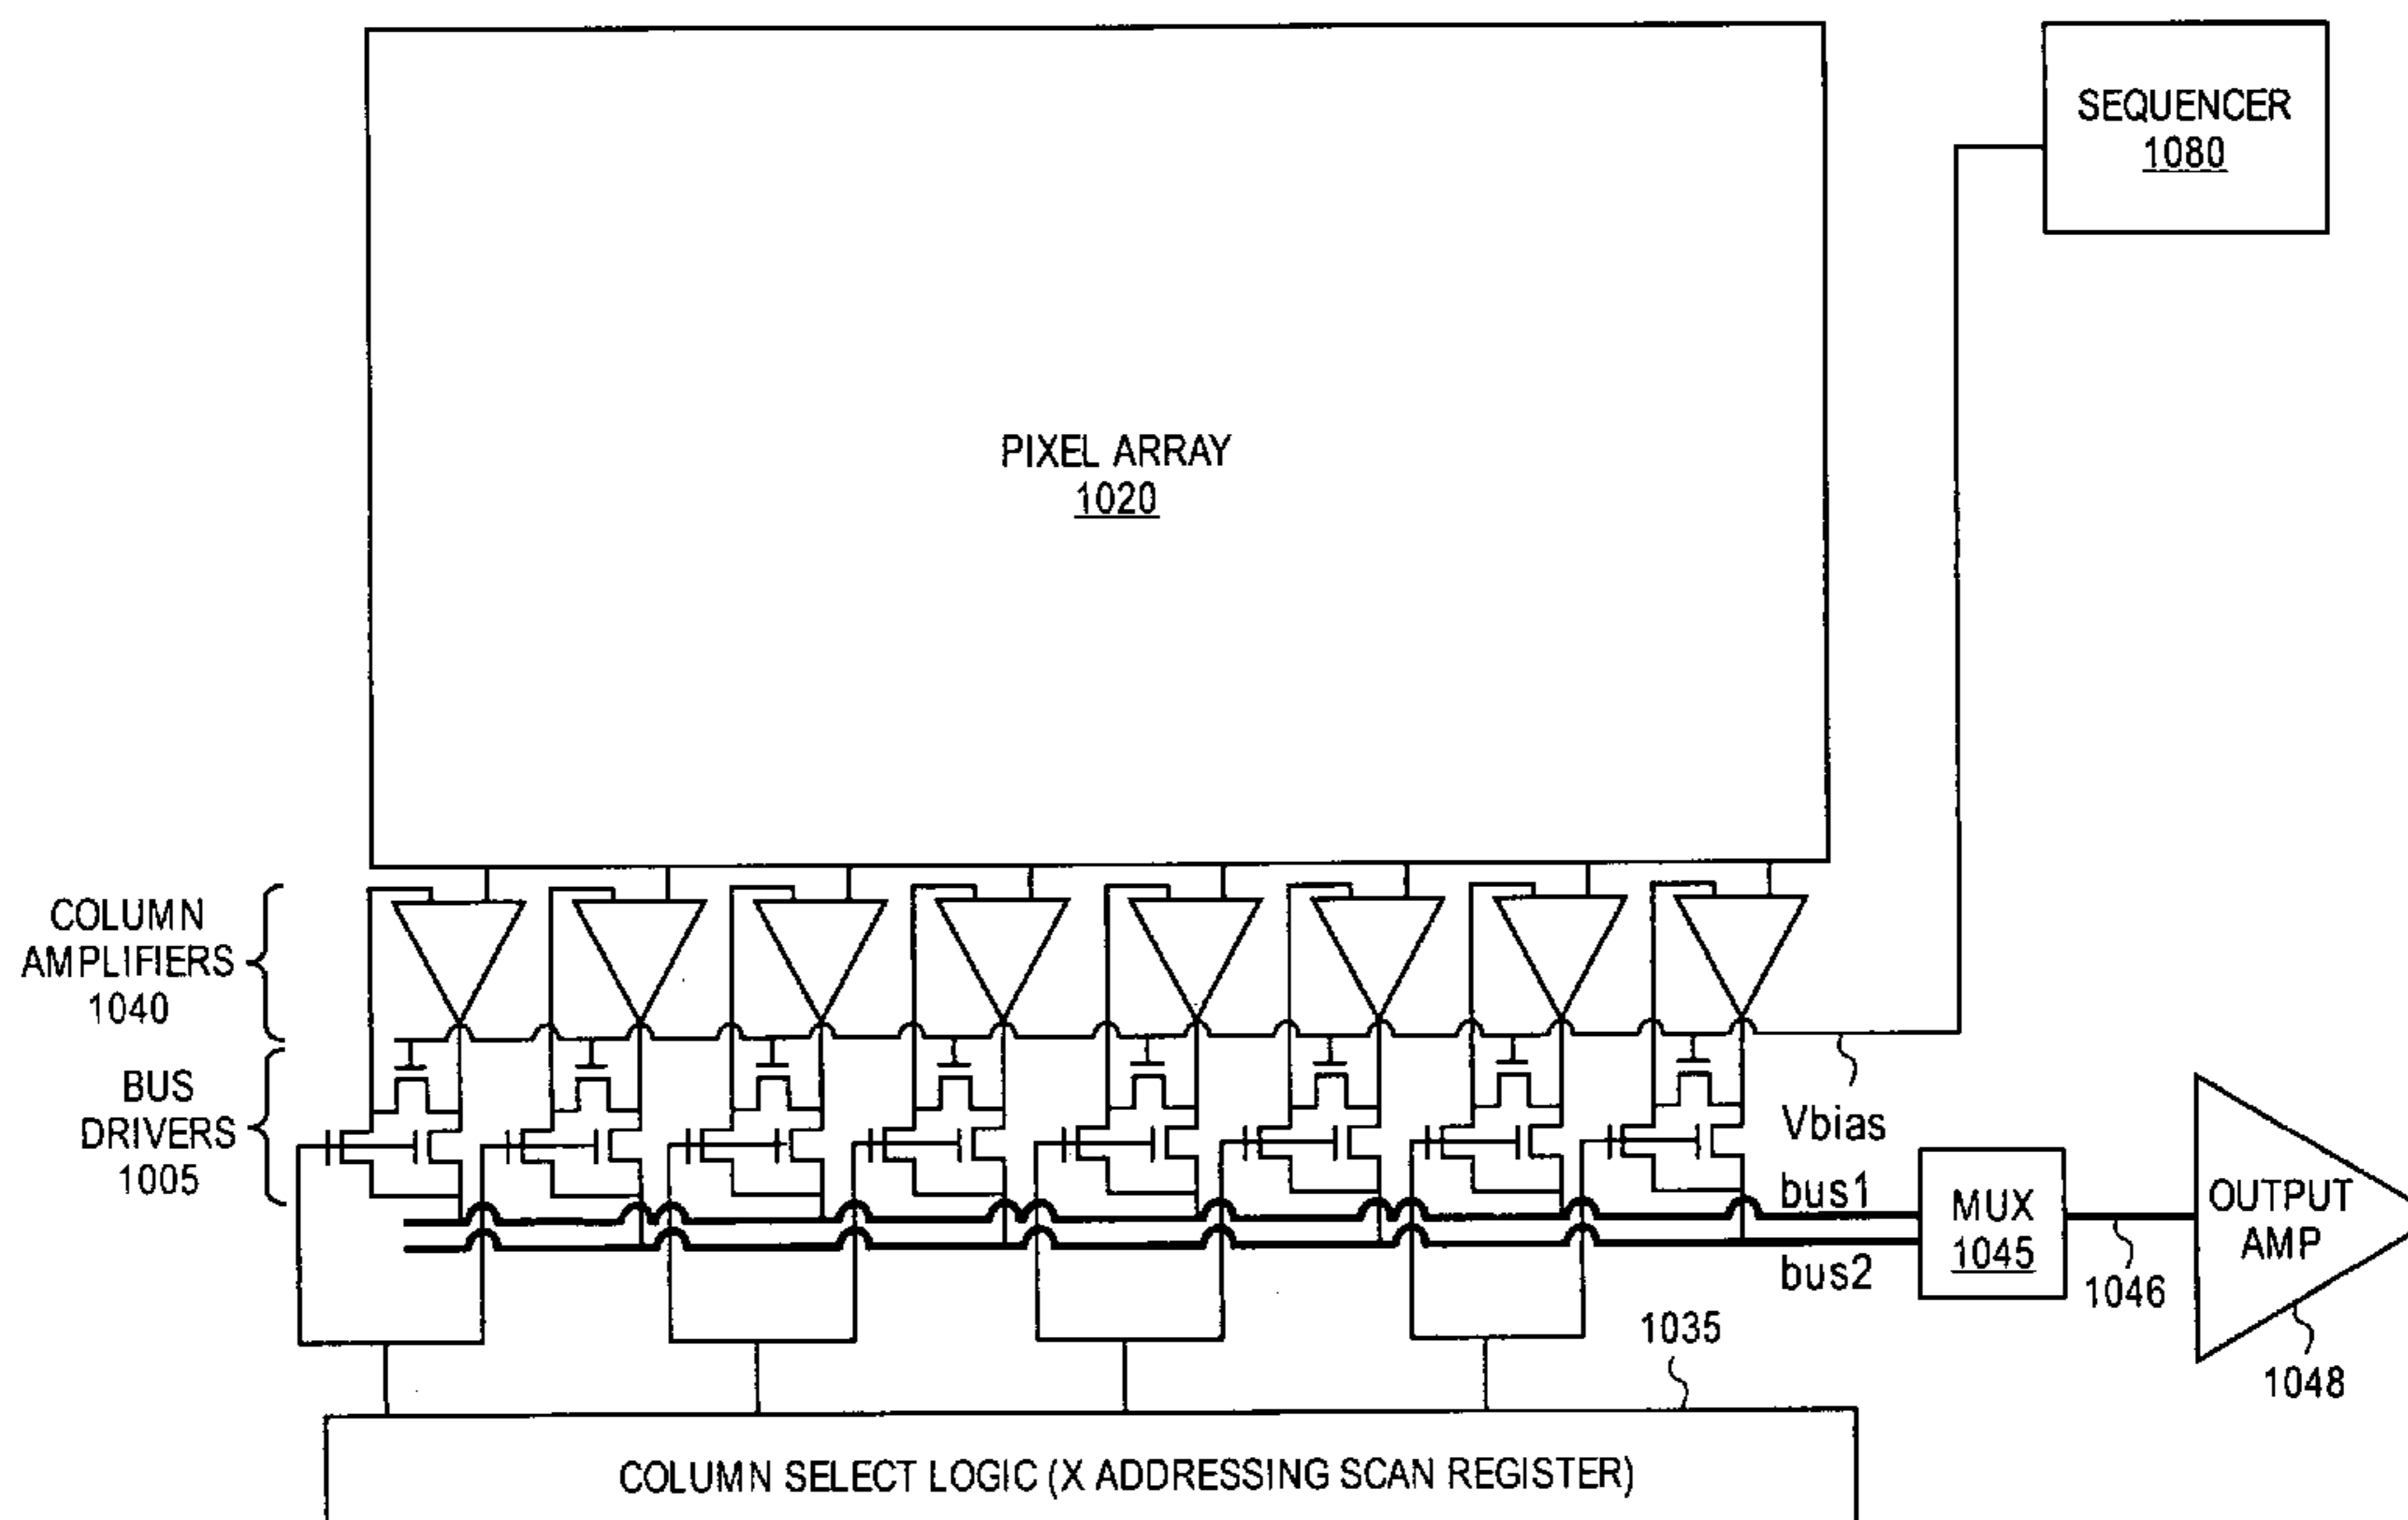 SEQUENCER
1080
PIXEL ARRAY
1020
COLUMN
AMPLIFIERS
1040
BUS
DRIVERS
1005
Vbias
bus1
bus2
MUX
1045
1046
OUTPUT
AMP
1048
1035
COLUMN SELECT LOGIC (X ADDRESSING SCAN REGISTER)